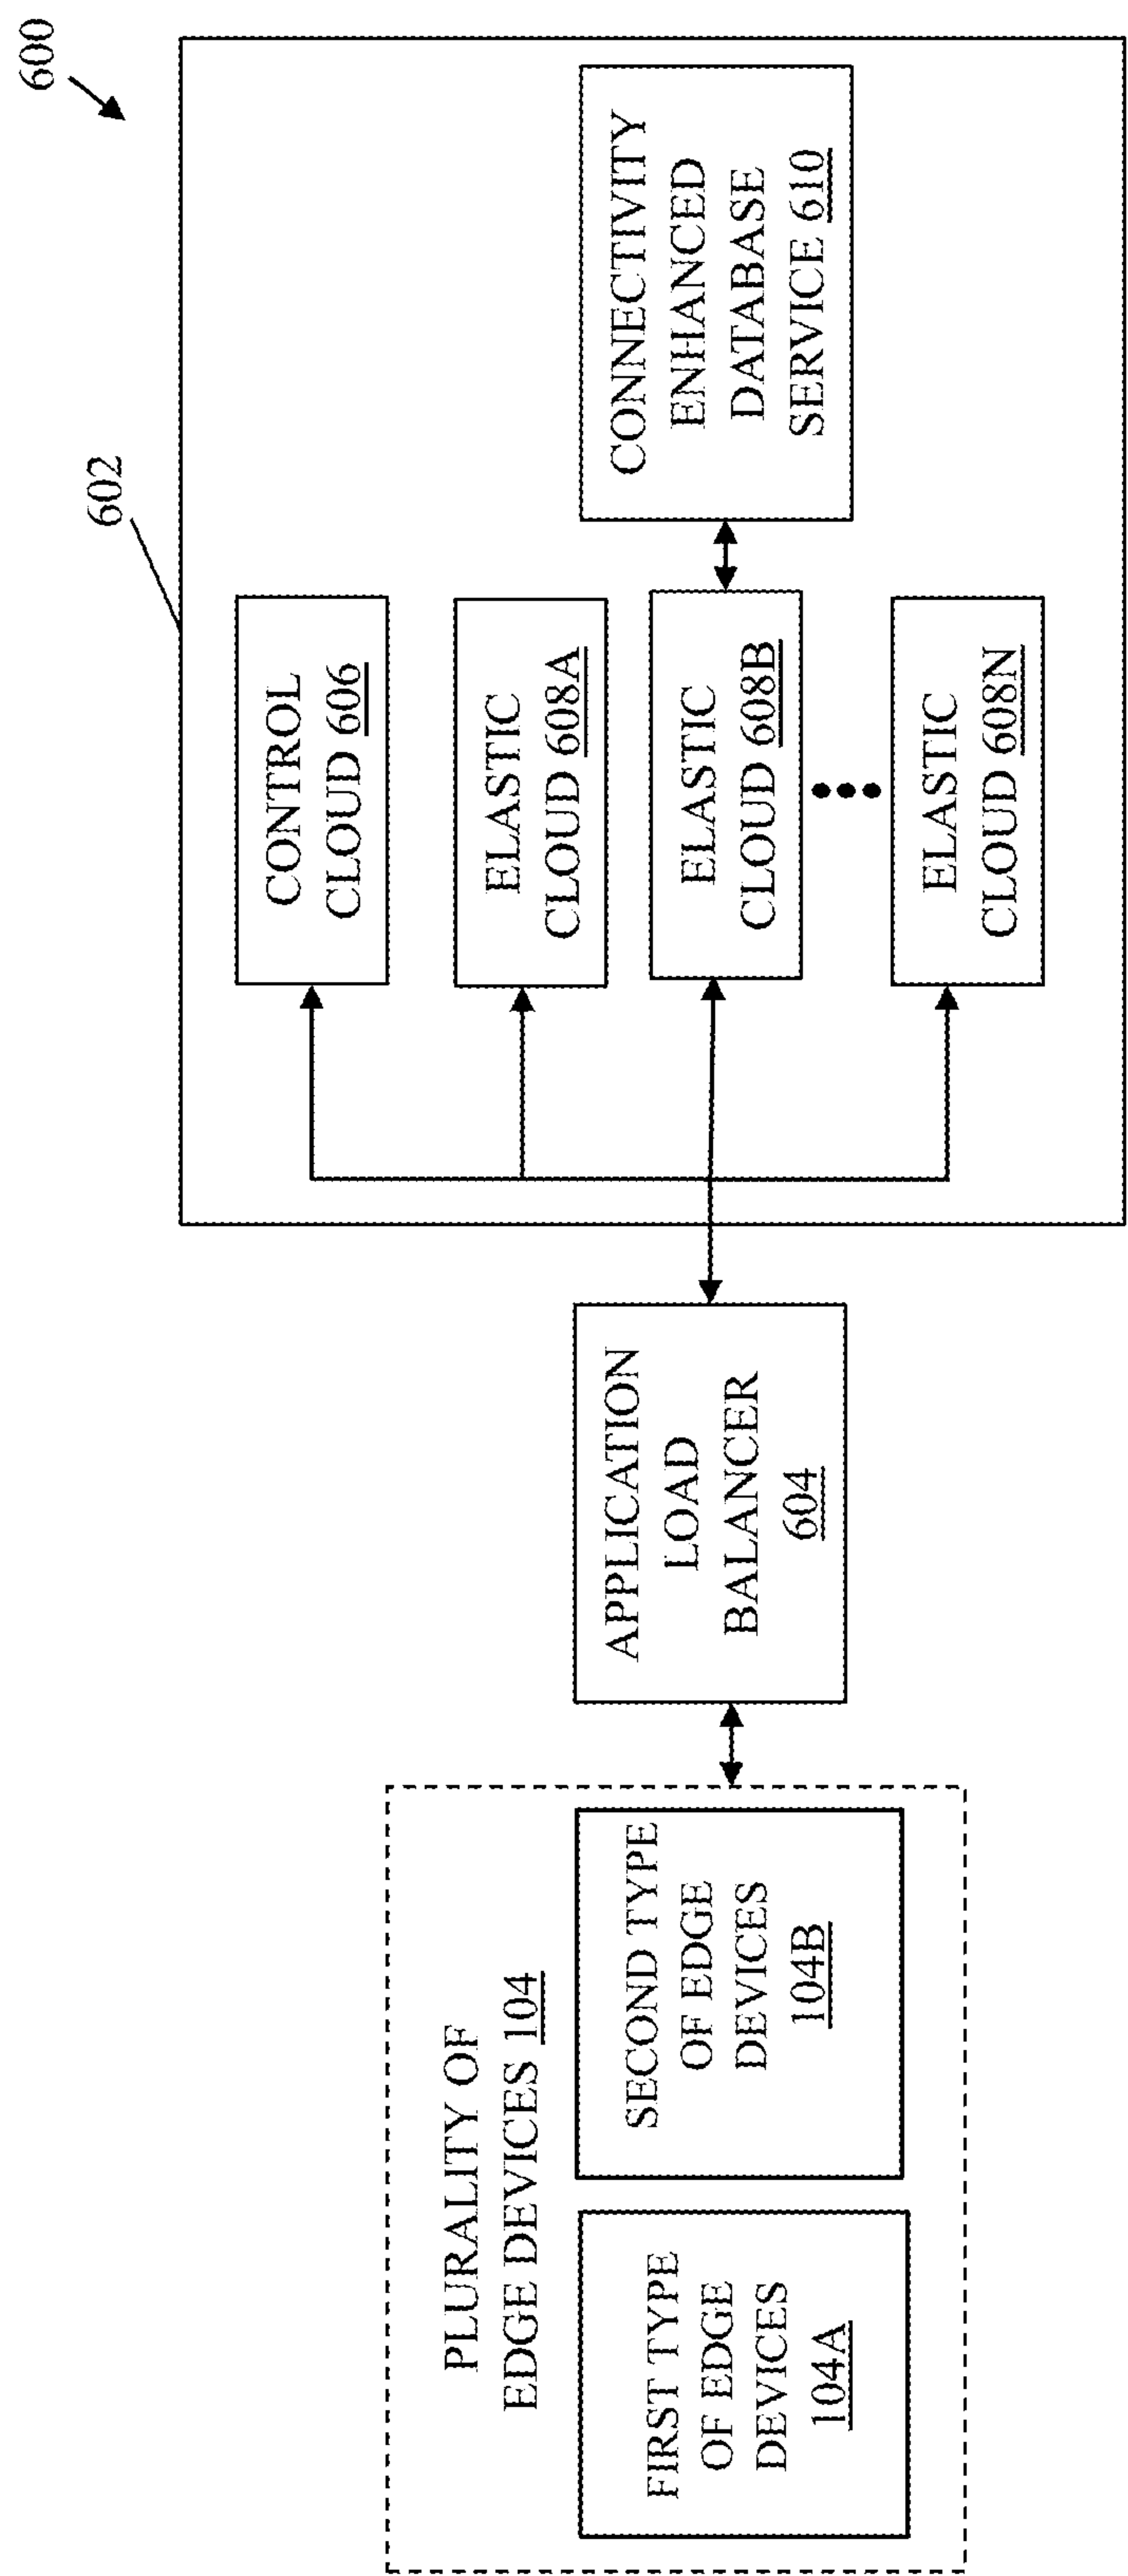 600
602
PLURALITY OF
EDGE DEVICES 104
FIRST TYPE
OF EDGE
DEVICES
104A
SECOND TYPE
OF EDGE
DEVICES
104B
APPLICATION
LOAD
BALANCER
604
CONTROL
CLOUD 606
ELASTIC
CLOUD 608A
ELASTIC
CLOUD 608B
ELASTIC
CLOUD 608N
CONNECTIVITY
ENHANCED
DATABASE
SERVICE 610